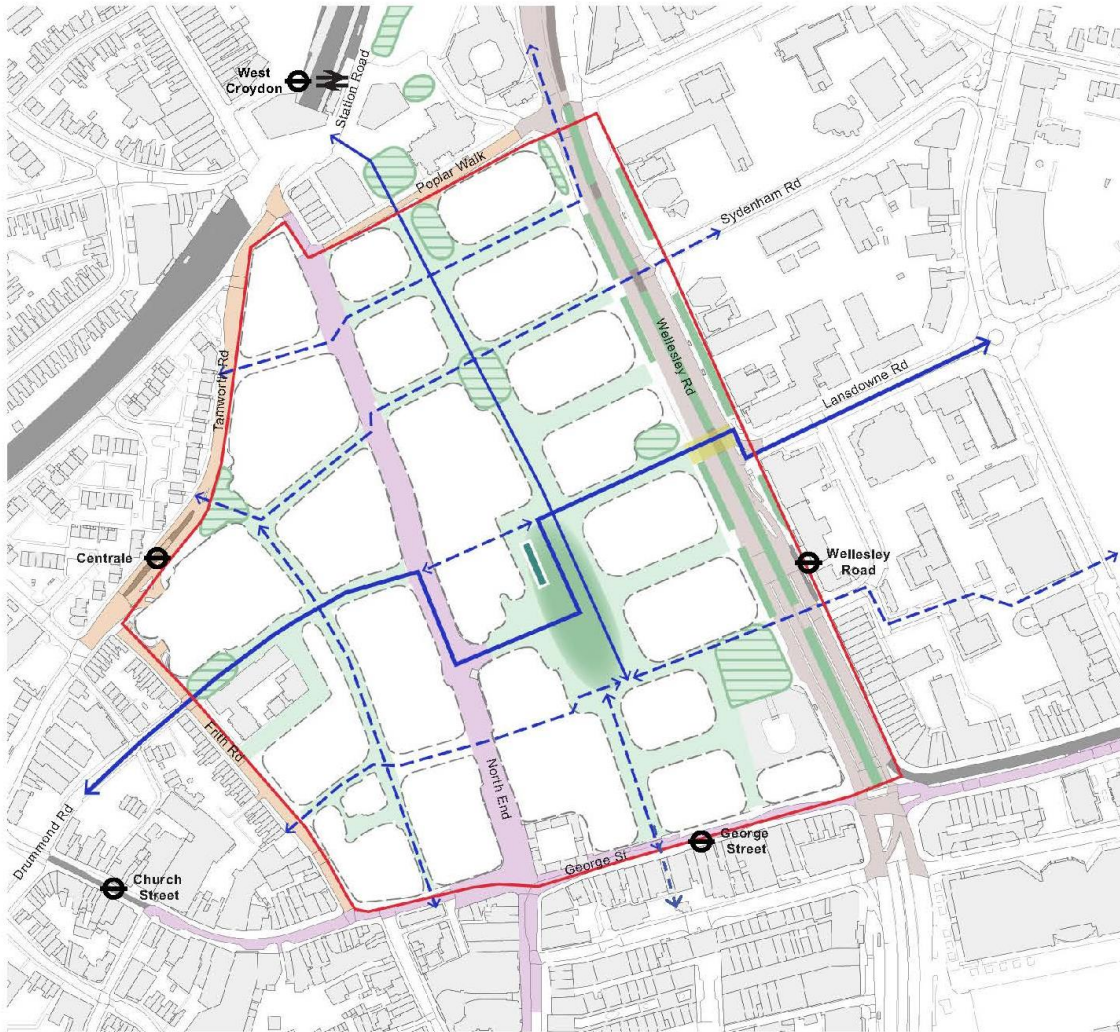 West
Croydon
Station Road
Poplar Walk
Sydenham Rd
Tamworth Rd
Wellesley Rd
Lansdowne Rd
Centrale
Wellesley
Road
Frith Rd
North End
Drummond Rd
George St
George
Street
Church
Street